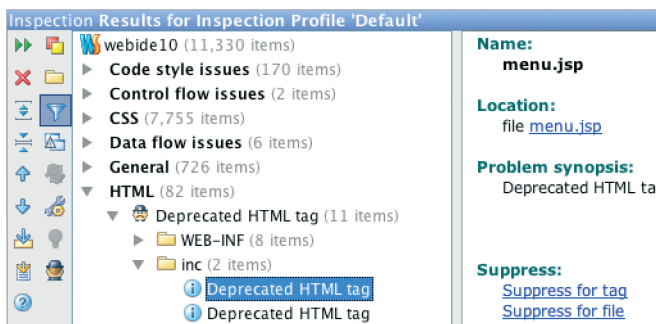 Inspection Results for Inspection Profile 'Default'
webide10 (11,330 items)
Code style issues (170 items)
Control flow issues (2 items)
CSS (7,755 items)
Data flow issues (6 items)
General (726 items)
HTML (82 items)
Deprecated HTML tag (11 items)
WEB-INF (8 items)
inc (2 items)
Deprecated HTML tag
Deprecated HTML tag
Name:
menu.jsp
Location:
file menu.jsp
Problem synopsis:
Deprecated HTML ta
Suppress:
Suppress for tag
Suppress for file